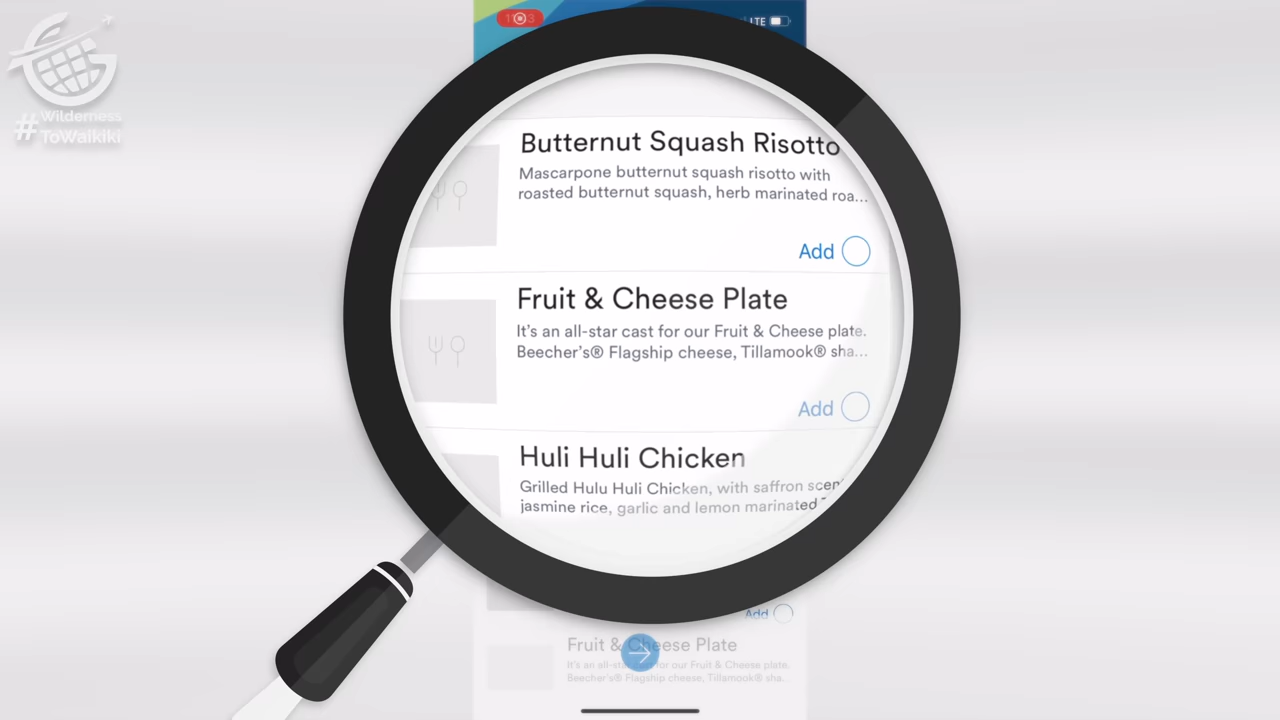 LTE
#Wilderness
ToWaikiki
Butternut Squash Risotto
Mascarpone butternut squash risotto with
roasted butternut squash, herb marinated roa...
Add
Fruit & Cheese Plate
It's an all-star cast for our Fruit & Cheese plate.
Beecher's® Flagship cheese, Tillamook® sha...
Add
Huli Huli Chicken
Grilled Hulu Huli Chicken, with saffron scen
jasmine rice, garlic and lemon marinated
Add
Fruit & Cheese Plate
It's an all-star cast for our Fruit & Cheese plate.
Beecher's® Flagship cheese, Tillamook® sha...